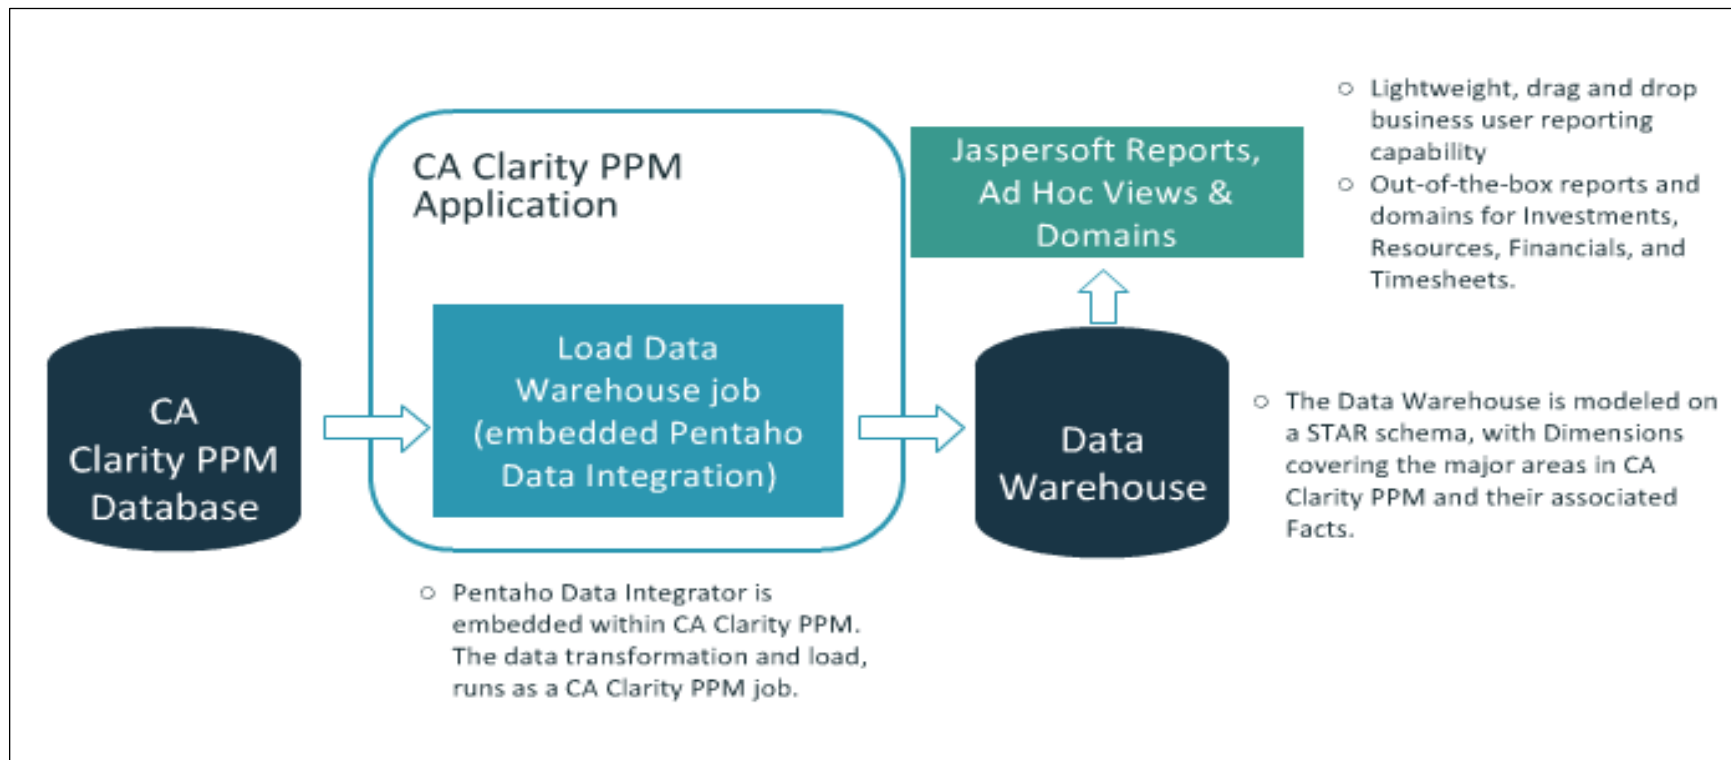 CA
Clarity PPM
Database
CA Clarity PPM
Application
Load Data
Warehouse job
(embedded Pentaho
Data Integration)
○ Pentaho Data Integrator is
embedded within CA Clarity PPM.
The data transformation and load,
runs as a CA Clarity PPM job.
Jaspersoft Reports,
Ad Hoc Views &
Domains
○ Lightweight, drag and drop
business user reporting
capability
○ Out-of-the-box reports and
domains for Investments,
Resources, Financials, and
Timesheets.
Data
Warehouse
○ The Data Warehouse is modeled on
a STAR schema, with Dimensions
covering the major areas in CA
Clarity PPM and their associated
Facts.